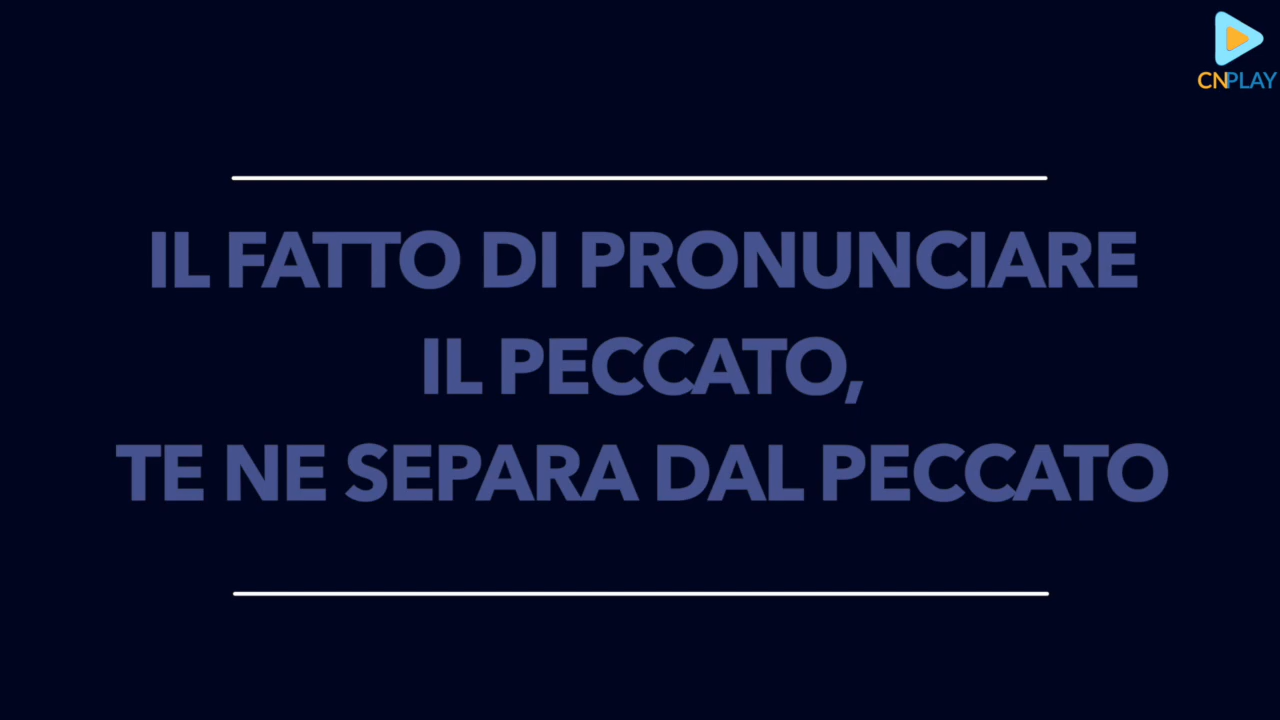 CNPLAY
IL FATTO DI PRONUNCIARE
IL PECCATO,
TE NE SEPARA DAL PECCATO